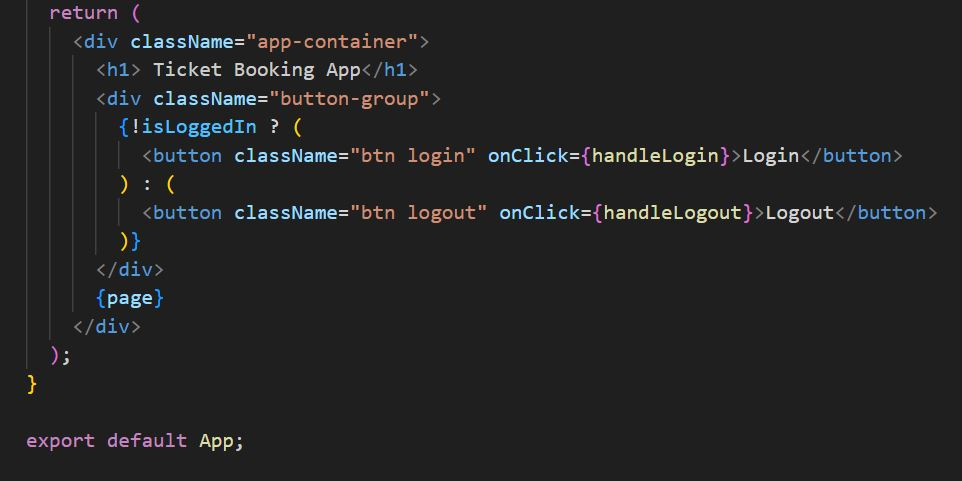 return (
<div className="app-container">
<h1> Ticket Booking App</h1>
<div className="button-group">
{!isLoggedIn ? (
<button className="btn login" onClick={handleLogin}>Login</button>
) : (
<button className="btn logout" onClick={handleLogout}>Logout</button>
)}
</div>
{page}
</div>
);
}
export default App;